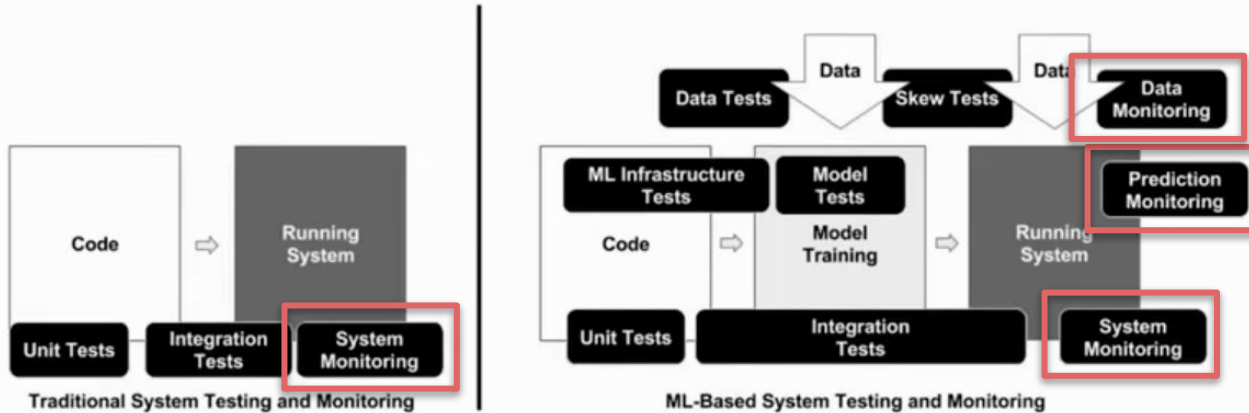 Code
Running
System
Unit Tests
Integration
Tests
System
Monitoring
Traditional System Testing and Monitoring
Data
Data
Data Tests
Skew Tests
Data
Monitoring
ML Infrastructure
Tests
Model
Tests
Prediction
Monitoring
Code
Model
Training
Running
System
Unit Tests
Integration
Tests
System
Monitoring
ML-Based System Testing and Monitoring